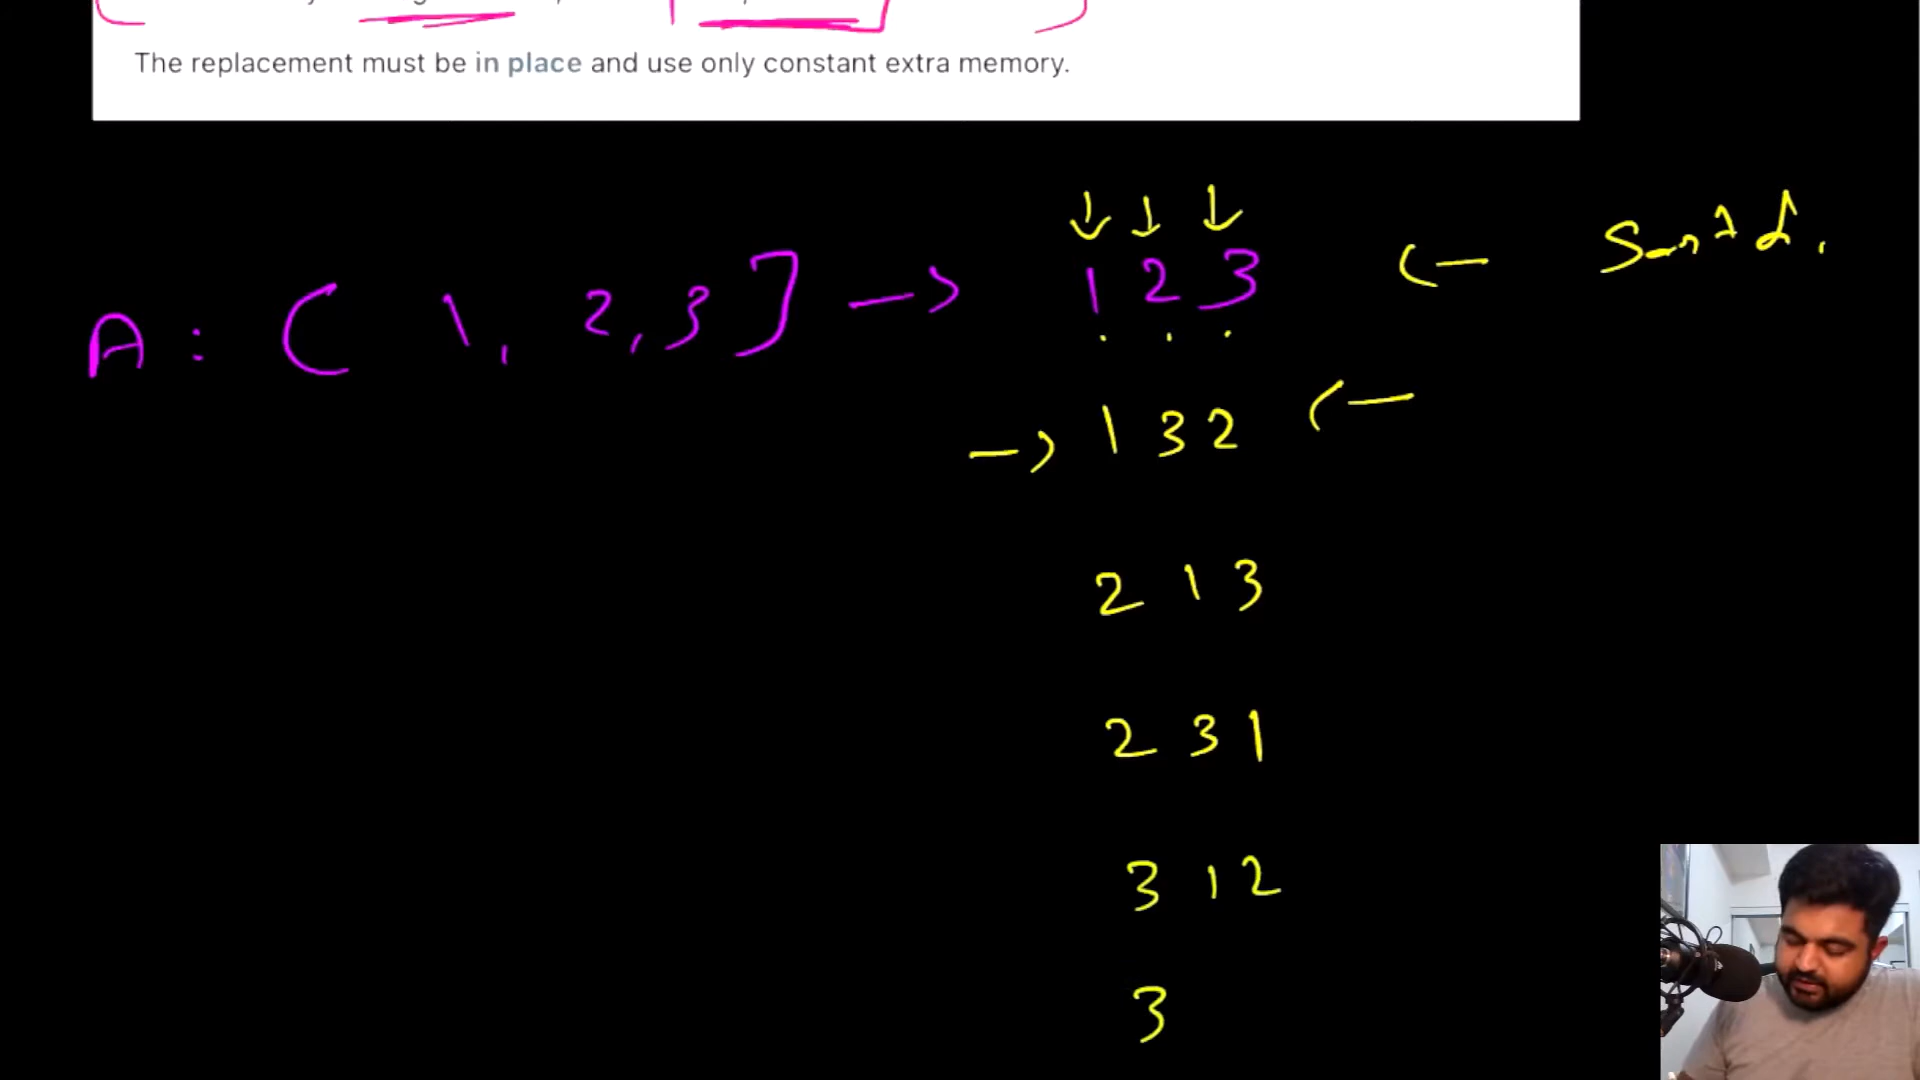 The replacement must be in place and use only constant extra memory.
A : [ 1, 2, 3 ] → 1 2 3 ← Sorted.
→ 1 3 2 ←
2 1 3
2 3 1
3 1 2
3